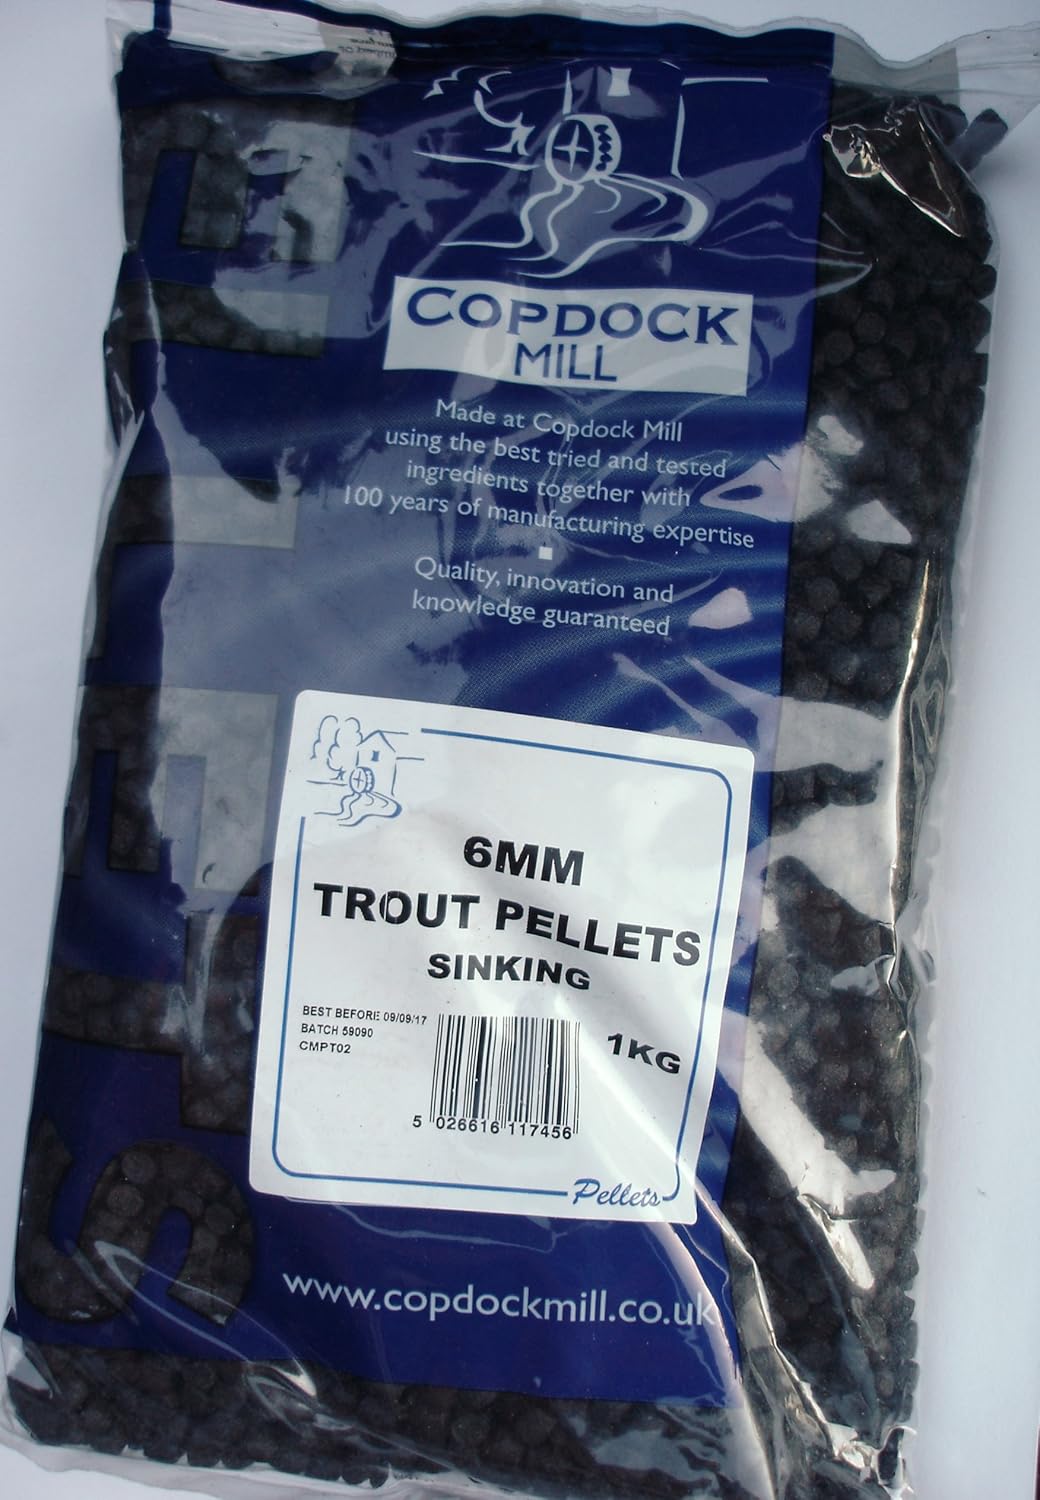 COPDOCK
MILL
Made at Copdock Mill
using the best tried and tested
ingredients together with
100 years of manufacturing expertise
Quality, innovation and
knowledge guaranteed
6MM
TROUT PELLETS
SINKING
BEST BEFORE 09/09/17
BATCH 59090
CMPT02
1KG
5 026616 117456
Pellets
www.copdockmill.co.uk